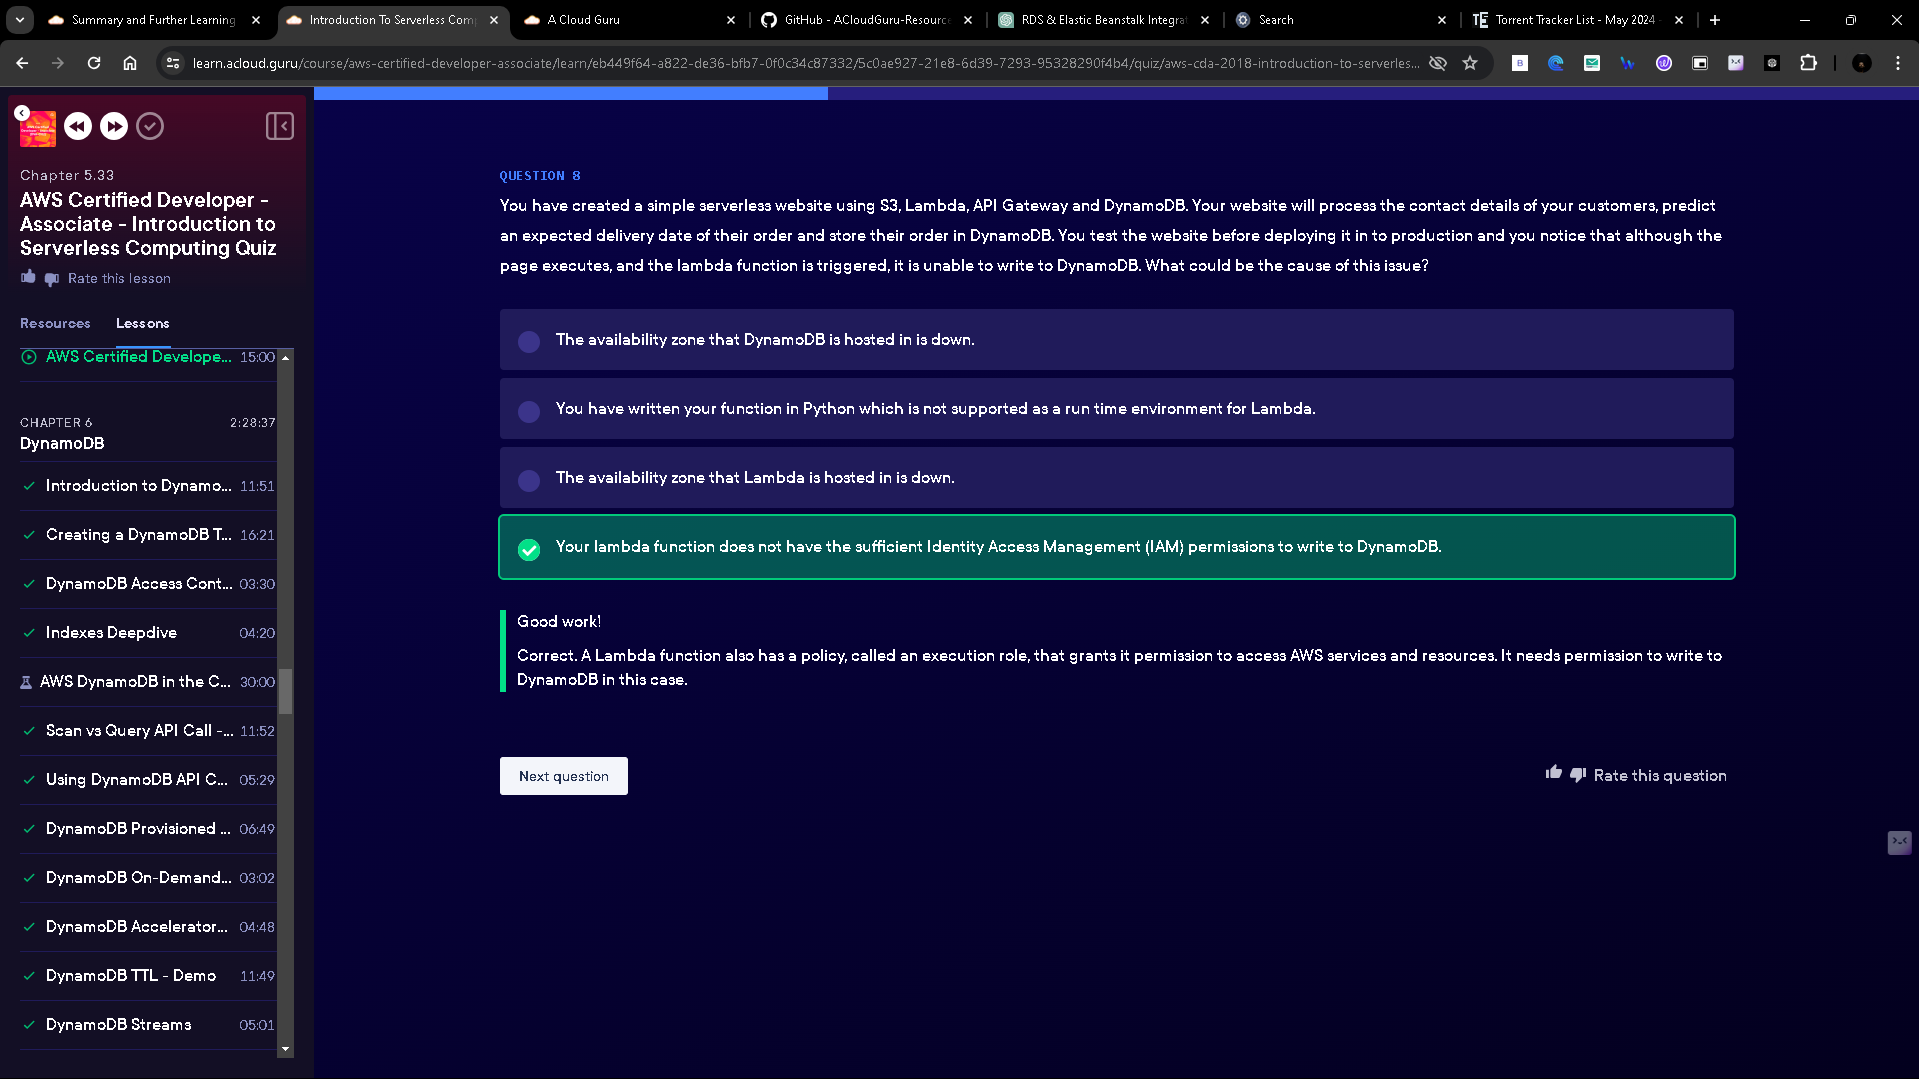 Summary and Further Learning
Introduction To Serverless Com
A Cloud Guru
GitHub - ACloudGuru-Resource
RDS & Elastic Beanstalk Integra
Search
Torrent Tracker List - May 2024 -
learn.acloud.guru/course/aws-certified-developer-associate/learn/eb449f64-a822-de36-bfb7-0f0c34c87332/5c0ae927-21e8-6d39-7293-95328290f4b4/quiz/aws-cda-2018-introduction-to-serverles...
Chapter 5.33
AWS Certified Developer -
Associate - Introduction to
Serverless Computing Quiz
Rate this lesson
Resources
Lessons
AWS Certified Develope... 15:00
CHAPTER 6 2:28:37
DynamoDB
Introduction to Dynamo... 11:51
Creating a DynamoDB T... 16:21
DynamoDB Access Cont... 03:30
Indexes Deepdive 04:20
AWS DynamoDB in the C... 30:00
Scan vs Query API Call -... 11:52
Using DynamoDB API C... 05:29
DynamoDB Provisioned ... 06:49
DynamoDB On-Demand... 03:02
DynamoDB Accelerator... 04:48
DynamoDB TTL - Demo 11:49
DynamoDB Streams 05:01
QUESTION 8
You have created a simple serverless website using S3, Lambda, API Gateway and DynamoDB. Your website will process the contact details of your customers, predict
an expected delivery date of their order and store their order in DynamoDB. You test the website before deploying it in to production and you notice that although the
page executes, and the lambda function is triggered, it is unable to write to DynamoDB. What could be the cause of this issue?
The availability zone that DynamoDB is hosted in is down.
You have written your function in Python which is not supported as a run time environment for Lambda.
The availability zone that Lambda is hosted in is down.
Your lambda function does not have the sufficient Identity Access Management (IAM) permissions to write to DynamoDB.
Good work!
Correct. A Lambda function also has a policy, called an execution role, that grants it permission to access AWS services and resources. It needs permission to write to
DynamoDB in this case.
Next question
Rate this question